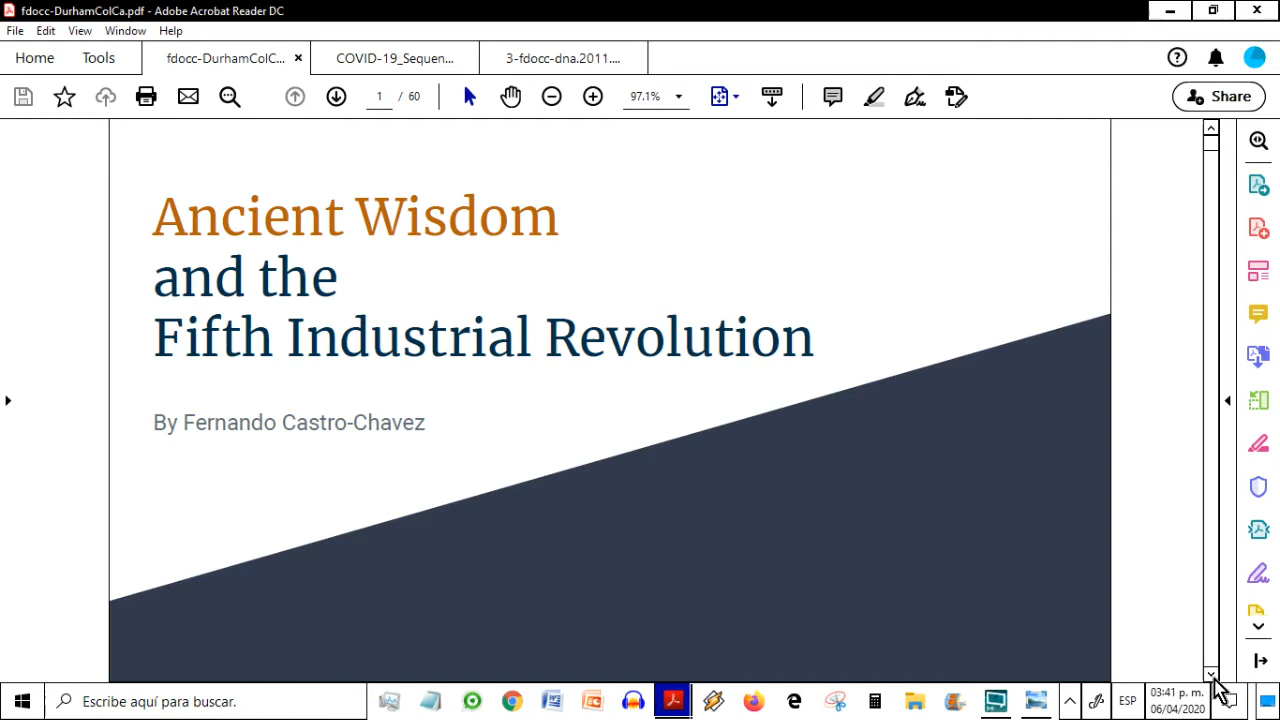 fdocc-DurhamColCa.pdf - Adobe Acrobat Reader DC
File Edit View Window Help
Home Tools fdocc-DurhamColC... COVID-19_Sequen... 3-fdocc-dna.2011....
1 / 60 97.1% Share
Ancient Wisdom
and the
Fifth Industrial Revolution
By Fernando Castro-Chavez
Escribe aquí para buscar.
ESP
03:41 p. m.
06/04/2020